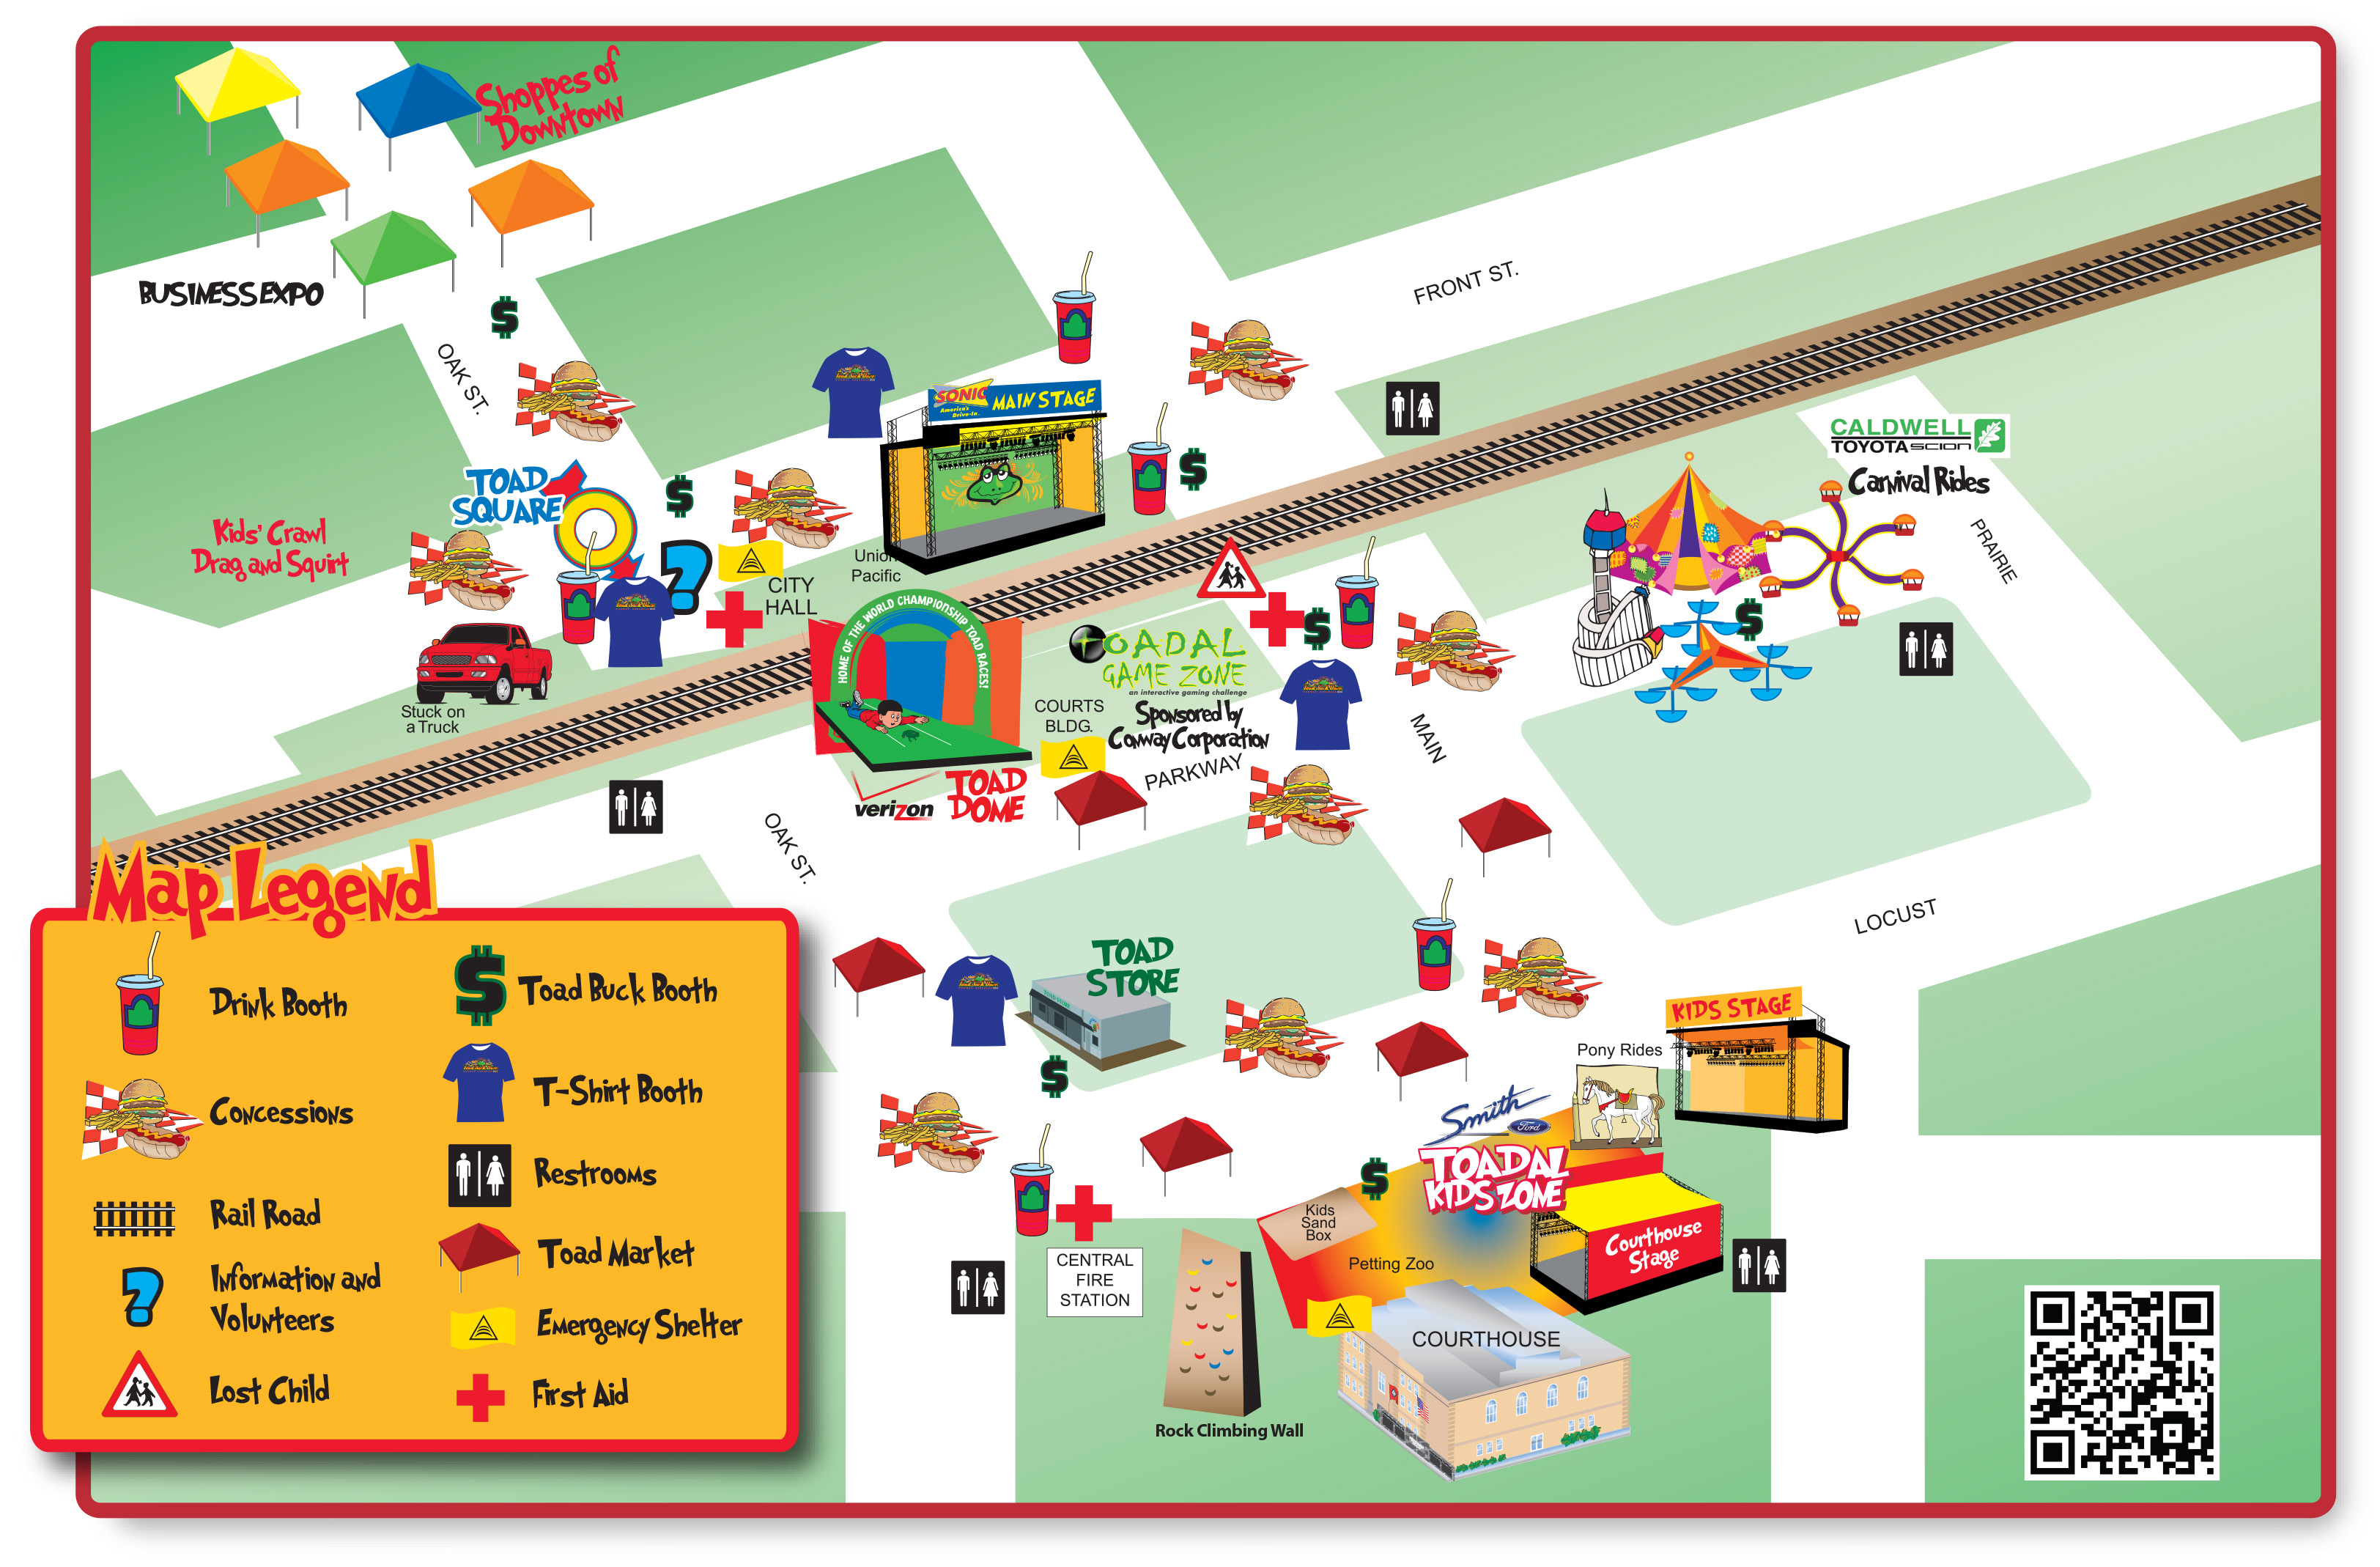 Shoppes of
Downtown
BUSINESS EXPO
FRONT ST.
OAK ST.
SONIC
America's
Drive-In.
MAIN STAGE
CALDWELL
TOYOTA SCION
Carnival Rides
TOAD
SQUARE
Kids' Crawl
Drag and Squirt
PRAIRIE
Union
Pacific
CITY
HALL
HOME OF THE WORLD CHAMPIONSHIP TOAD RACES!
TOADAL
GAME ZONE
an interactive gaming challenge
Sponsored by
Conway Corporation
COURTS
BLDG.
Stuck on
a Truck
MAIN
PARKWAY
verizon
TOAD
DOME
OAK ST.
LOCUST
TOAD
STORE
KIDS STAGE
Pony Rides
Smith
Ford
TOADAL
KIDS ZONE
Kids
Sand
Box
Petting Zoo
Courthouse
Stage
CENTRAL
FIRE
STATION
COURTHOUSE
Rock Climbing Wall
Map Legend
Drink Booth
Concessions
Rail Road
Information and
Volunteers
Lost Child
Toad Buck Booth
T-Shirt Booth
Restrooms
Toad Market
Emergency Shelter
First Aid